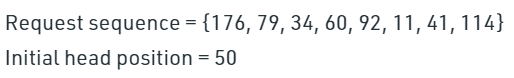 Request sequence = {176, 79, 34, 60, 92, 11, 41, 114}
Initial head position = 50